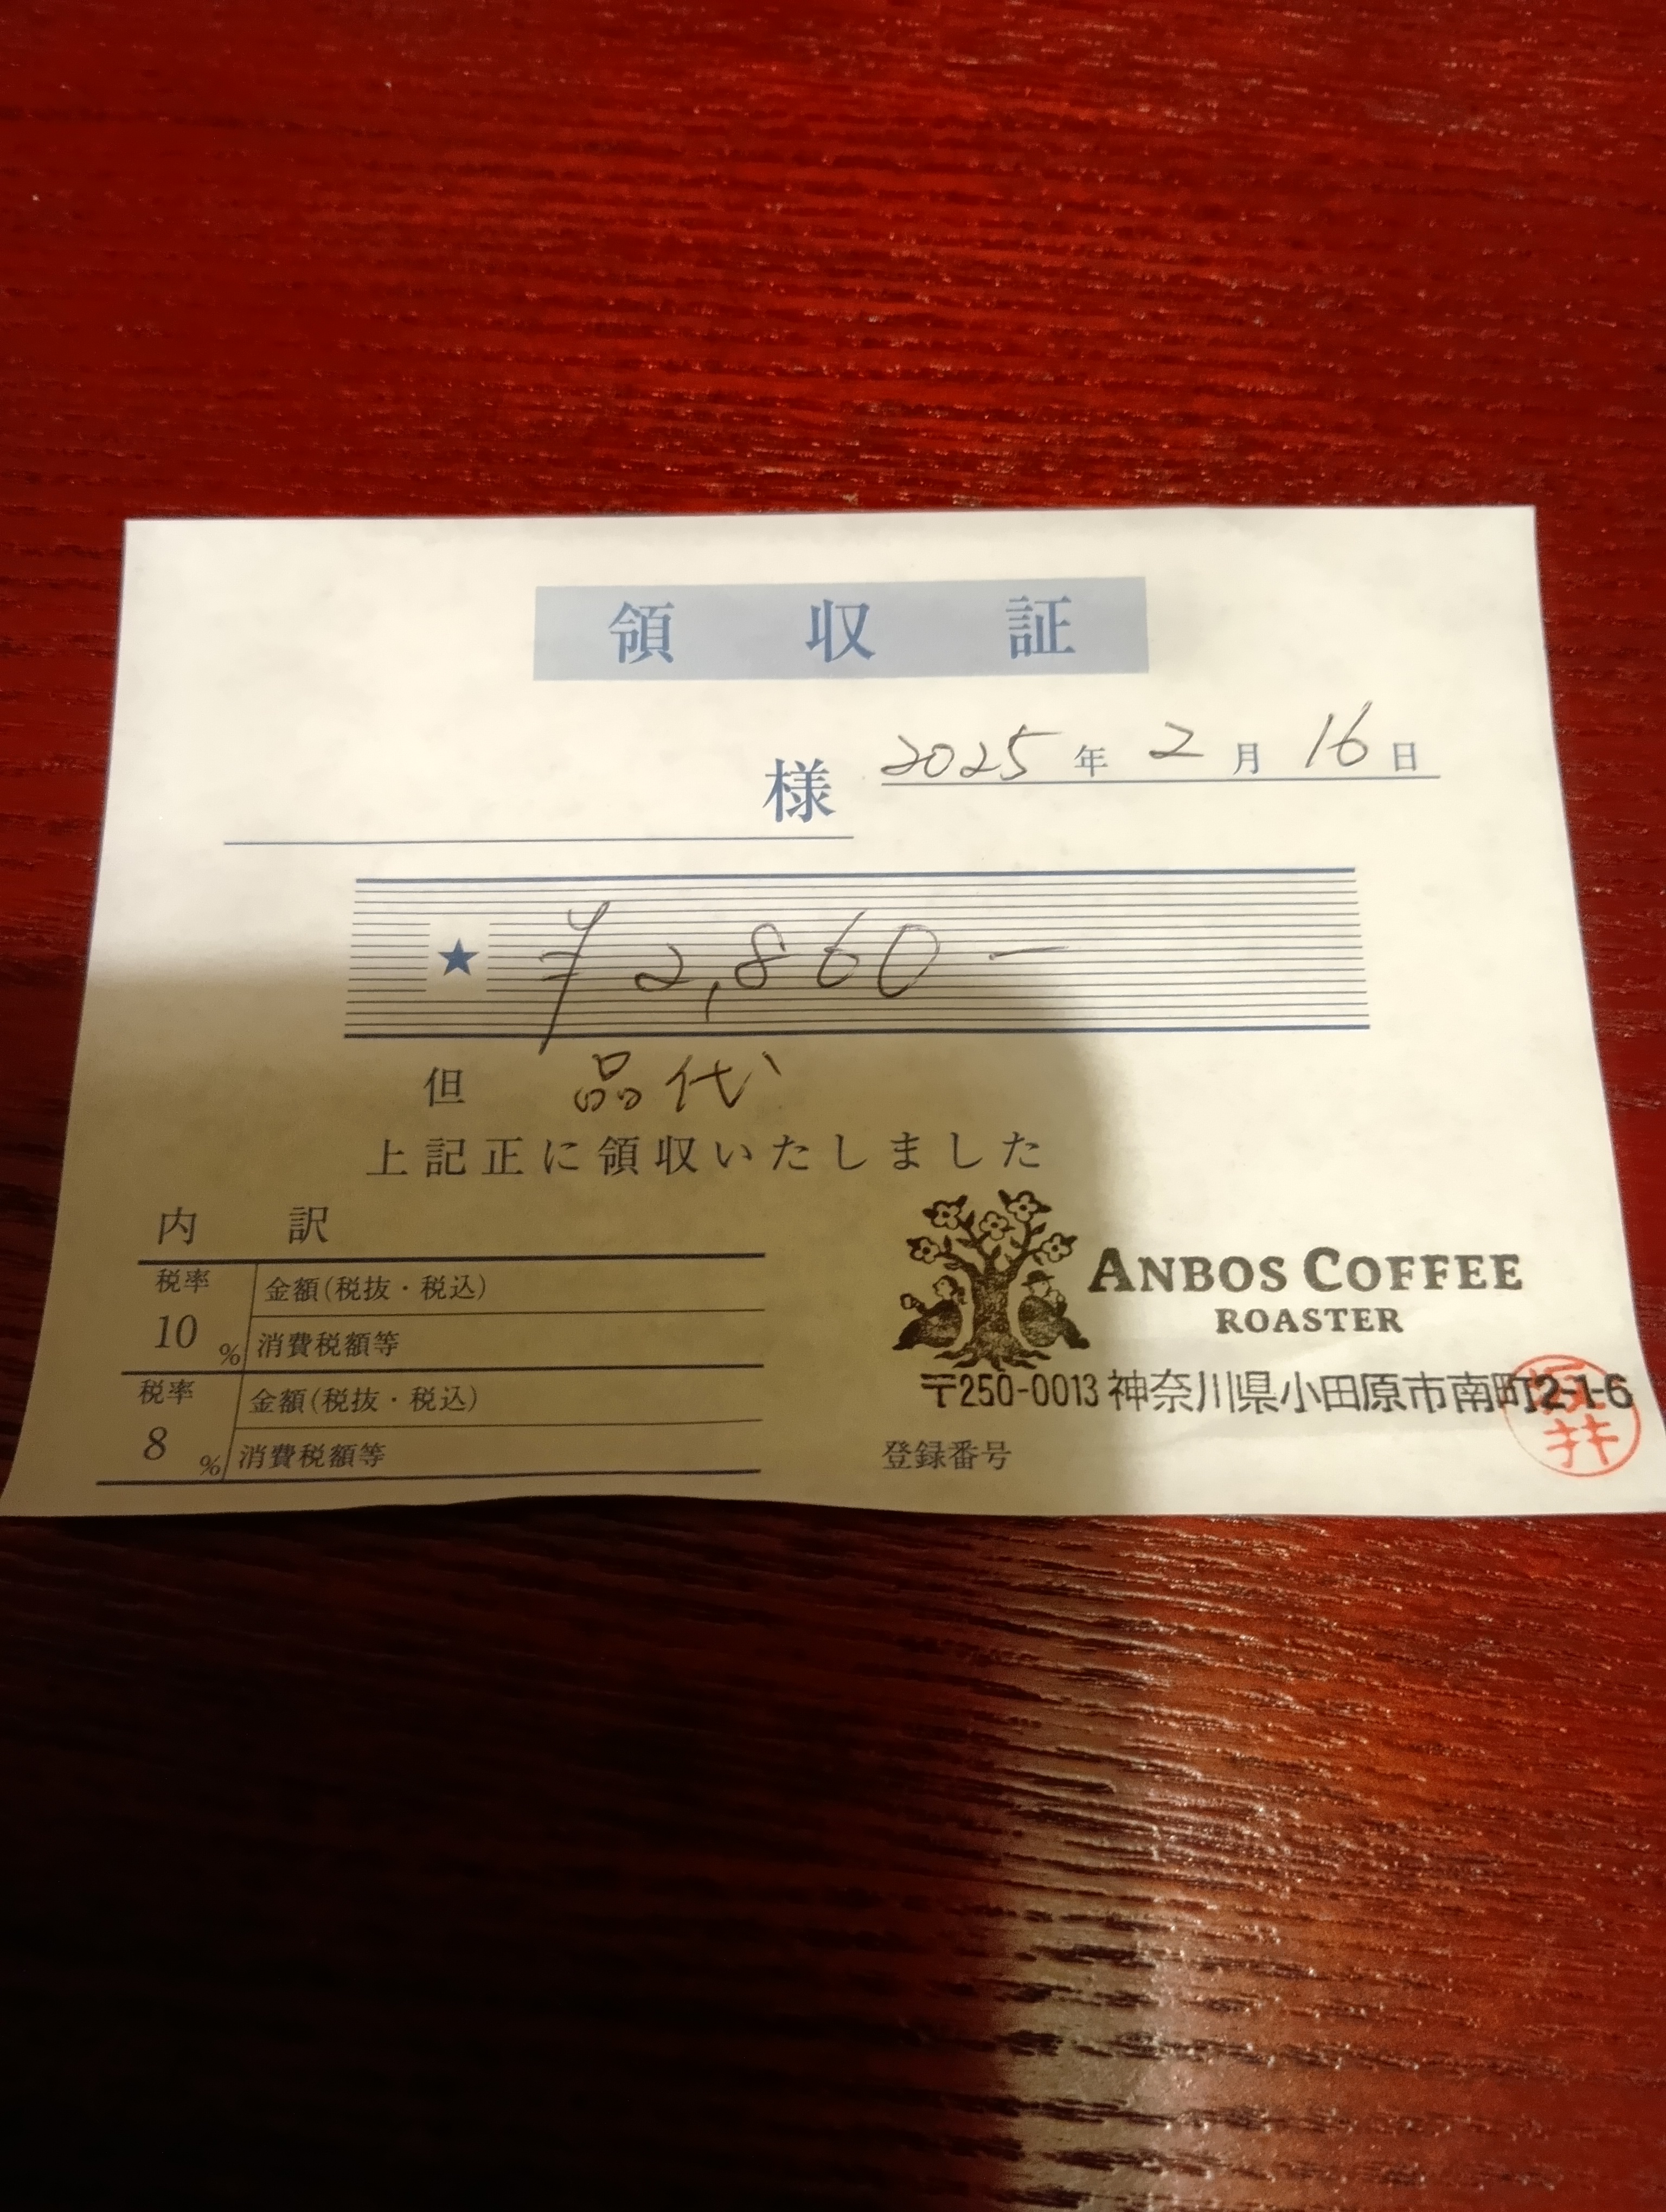 領収証
様 2025年2月16日
★ ¥2,860-
但 品代
上記正に領収いたしました
内訳
税率 10% 金額(税抜・税込)
消費税額等
税率 8% 金額(税抜・税込)
消費税額等
ANBOS COFFEE
ROASTER
〒250-0013 神奈川県小田原市南町2-1-6
登録番号